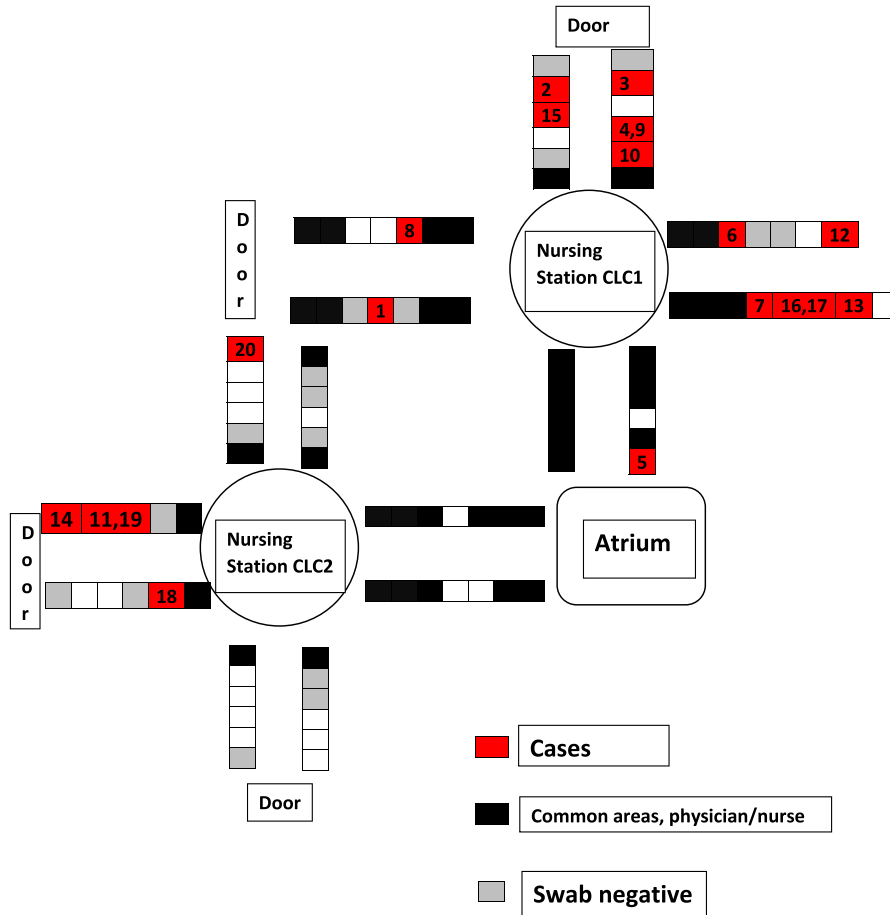 Door
2
3
15
4,9
10
D
o
o
r
8
Nursing
Station CLC1
6
12
1
7
16,17
13
20
5
14
11,19
D
o
o
r
Nursing
Station CLC2
Atrium
18
Door
Cases
Common areas, physician/nurse
Swab negative